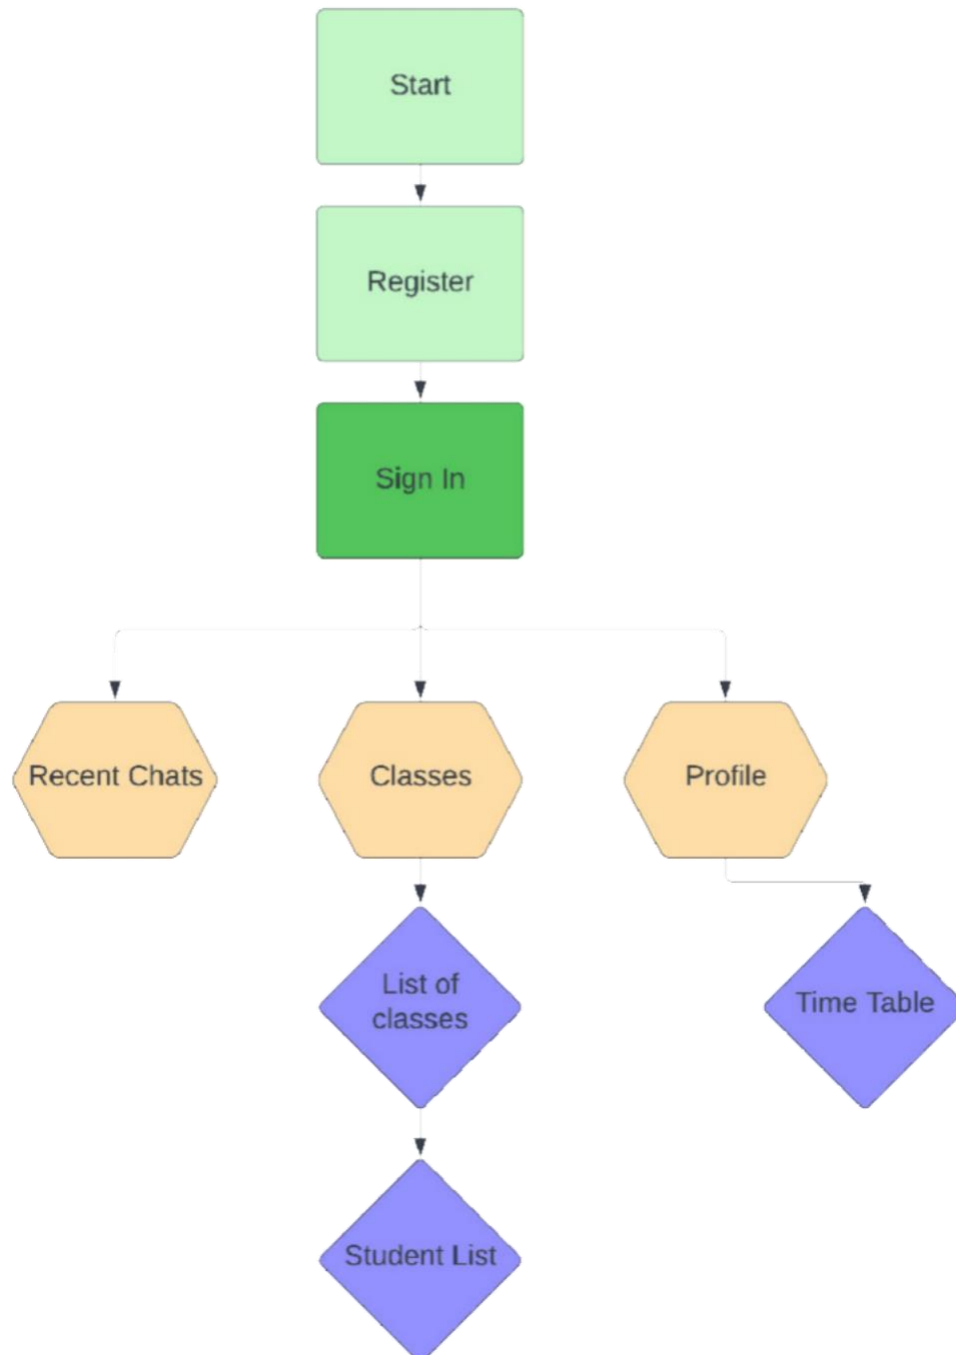 Start
Register
Sign In
Recent Chats
Classes
Profile
List of
classes
Time Table
Student List